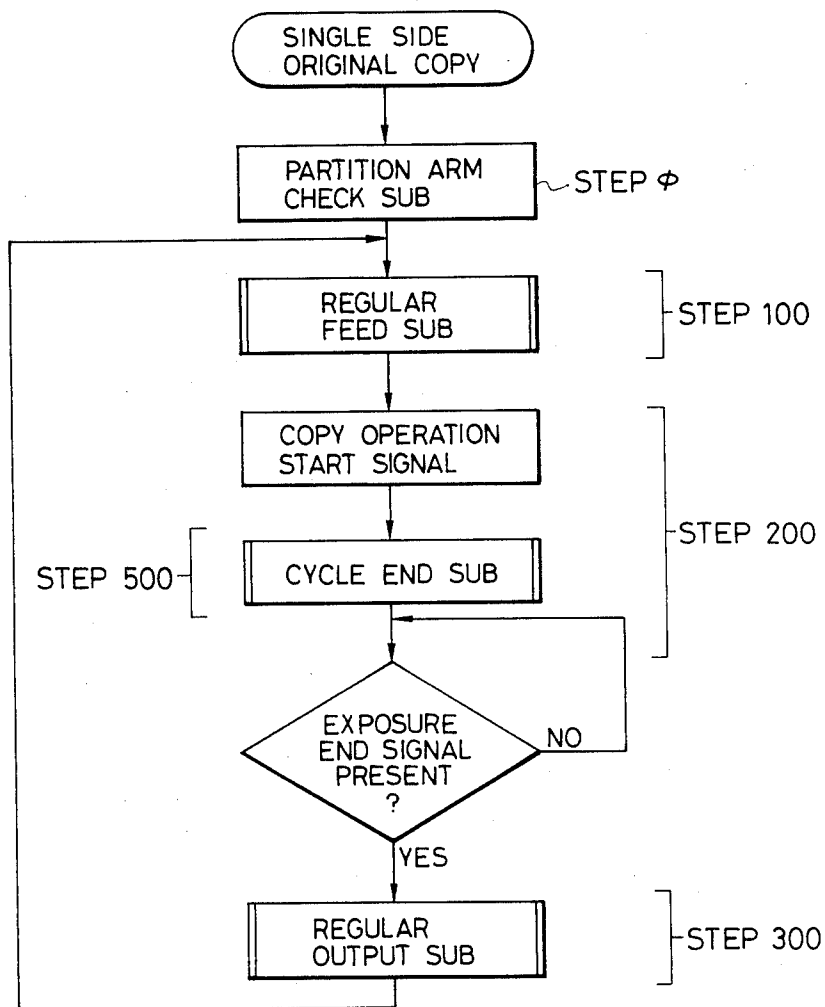 SINGLE SIDE
ORIGINAL COPY
PARTITION ARM
CHECK SUB
STEP Φ
REGULAR
FEED SUB
STEP 100
COPY OPERATION
START SIGNAL
STEP 200
STEP 500
CYCLE END SUB
EXPOSURE
END SIGNAL
PRESENT
?
NO
YES
REGULAR
OUTPUT SUB
STEP 300